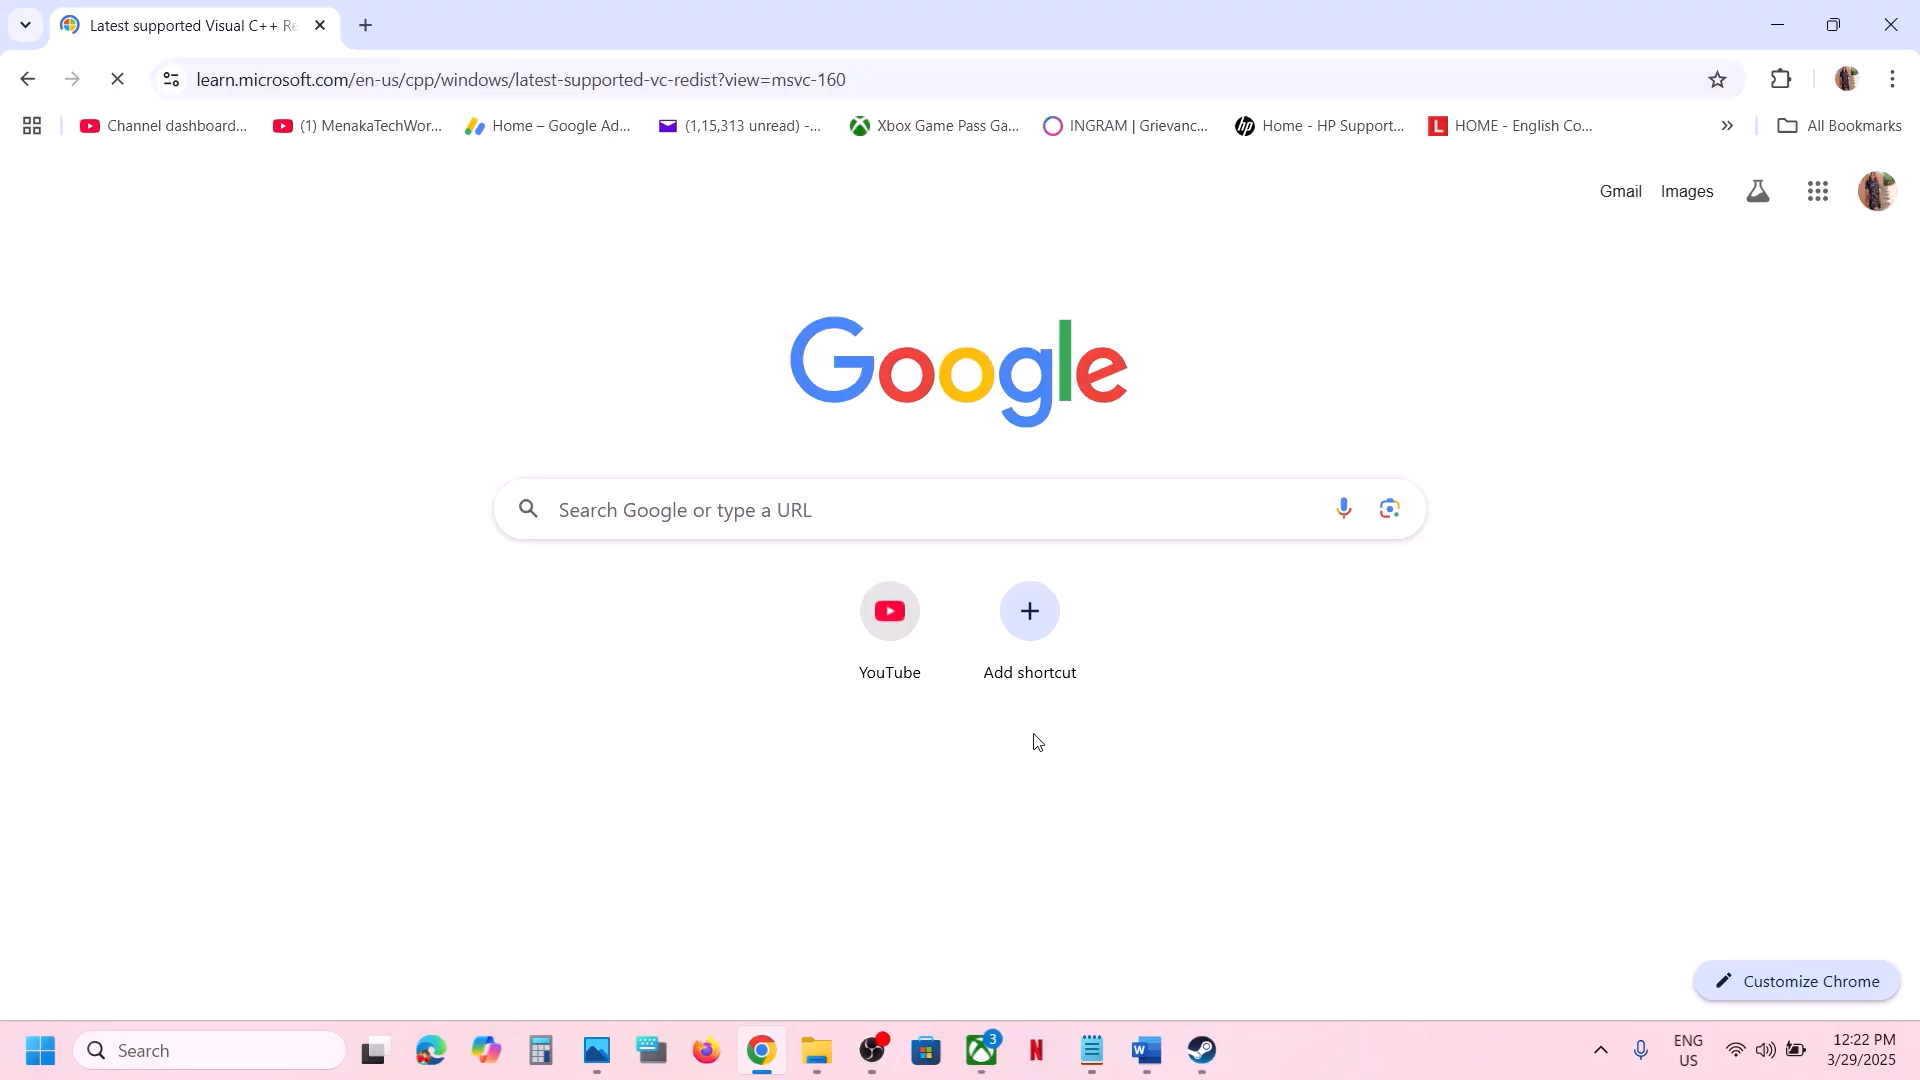 Latest supported Visual C++ Re
learn.microsoft.com/en-us/cpp/windows/latest-supported-vc-redist?view=msvc-160
Channel dashboard...
(1) MenakaTechWor...
Home – Google Ad...
(1,15,313 unread) -...
Xbox Game Pass Ga...
INGRAM | Grievanc...
Home - HP Support...
HOME - English Co...
All Bookmarks
Gmail
Images
Google
Search Google or type a URL
YouTube
Add shortcut
Customize Chrome
Search
3
ENG
US
12:22 PM
3/29/2025